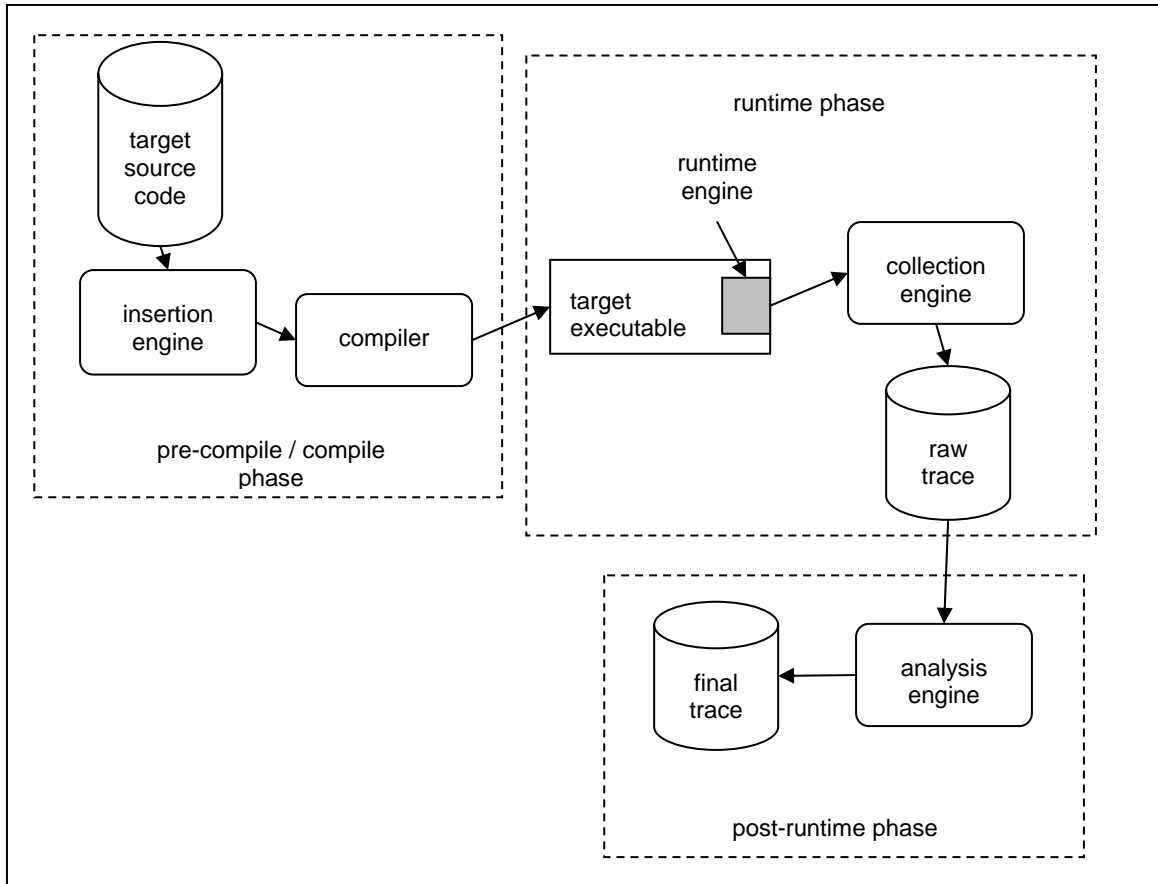 target
source
code
insertion
engine
compiler
pre-compile / compile
phase
runtime phase
runtime
engine
target
executable
collection
engine
raw
trace
analysis
engine
final
trace
post-runtime phase